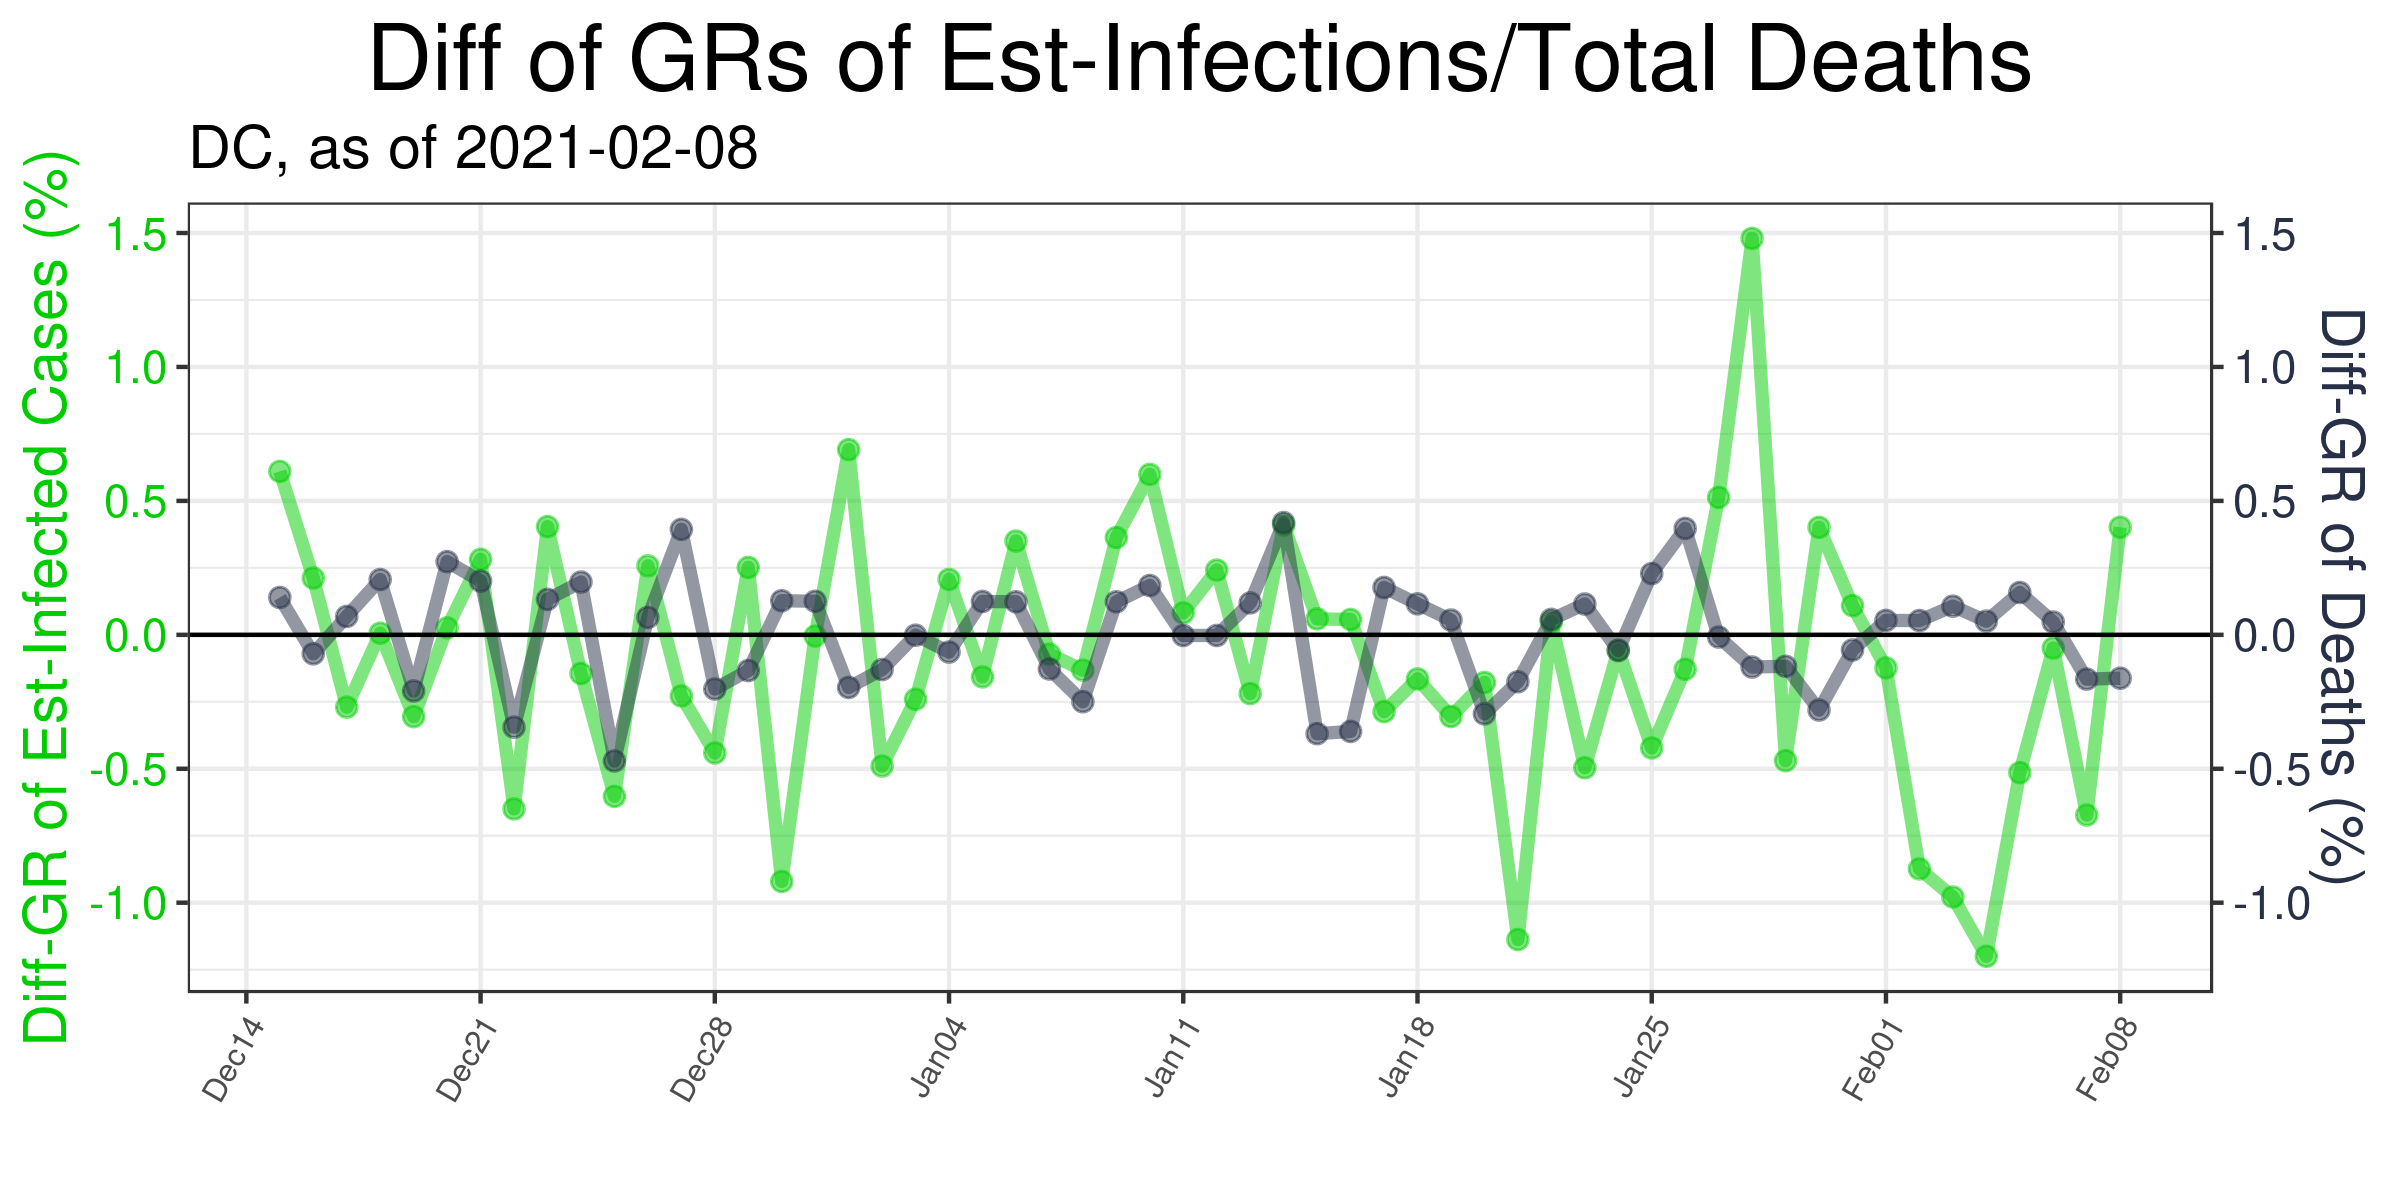 Diff of GRs of Est-Infections/Total Deaths
DC, as of 2021-02-08
Diff-GR of Est-Infected Cases (%)
1.5
1.0
0.5
0.0
-0.5
-1.0
1.5
1.0
0.5
0.0
-0.5
-1.0
Diff-GR of Deaths (%)
Dec14
Dec21
Dec28
Jan04
Jan11
Jan18
Jan25
Feb01
Feb08